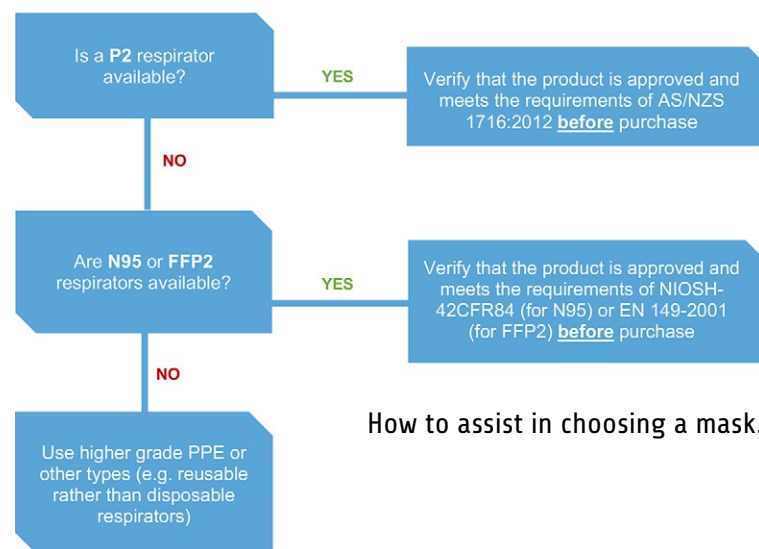 Is a P2 respirator
available?
YES
Verify that the product is approved and
meets the requirements of AS/NZS
1716:2012 before purchase
NO
Are N95 or FFP2
respirators available?
YES
Verify that the product is approved and
meets the requirements of NIOSH-
42CFR84 (for N95) or EN 149-2001
(for FFP2) before purchase
NO
How to assist in choosing a mask.
Use higher grade PPE or
other types (e.g. reusable
rather than disposable
respirators)